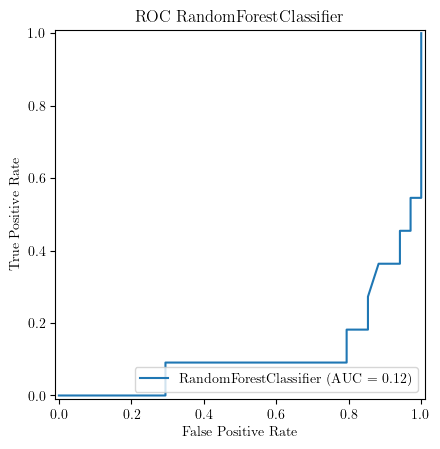 ROC RandomForestClassifier
True Positive Rate
1.0
0.8
0.6
0.4
0.2
0.0
RandomForestClassifier (AUC = 0.12)
0.0 0.2 0.4 0.6 0.8 1.0
False Positive Rate